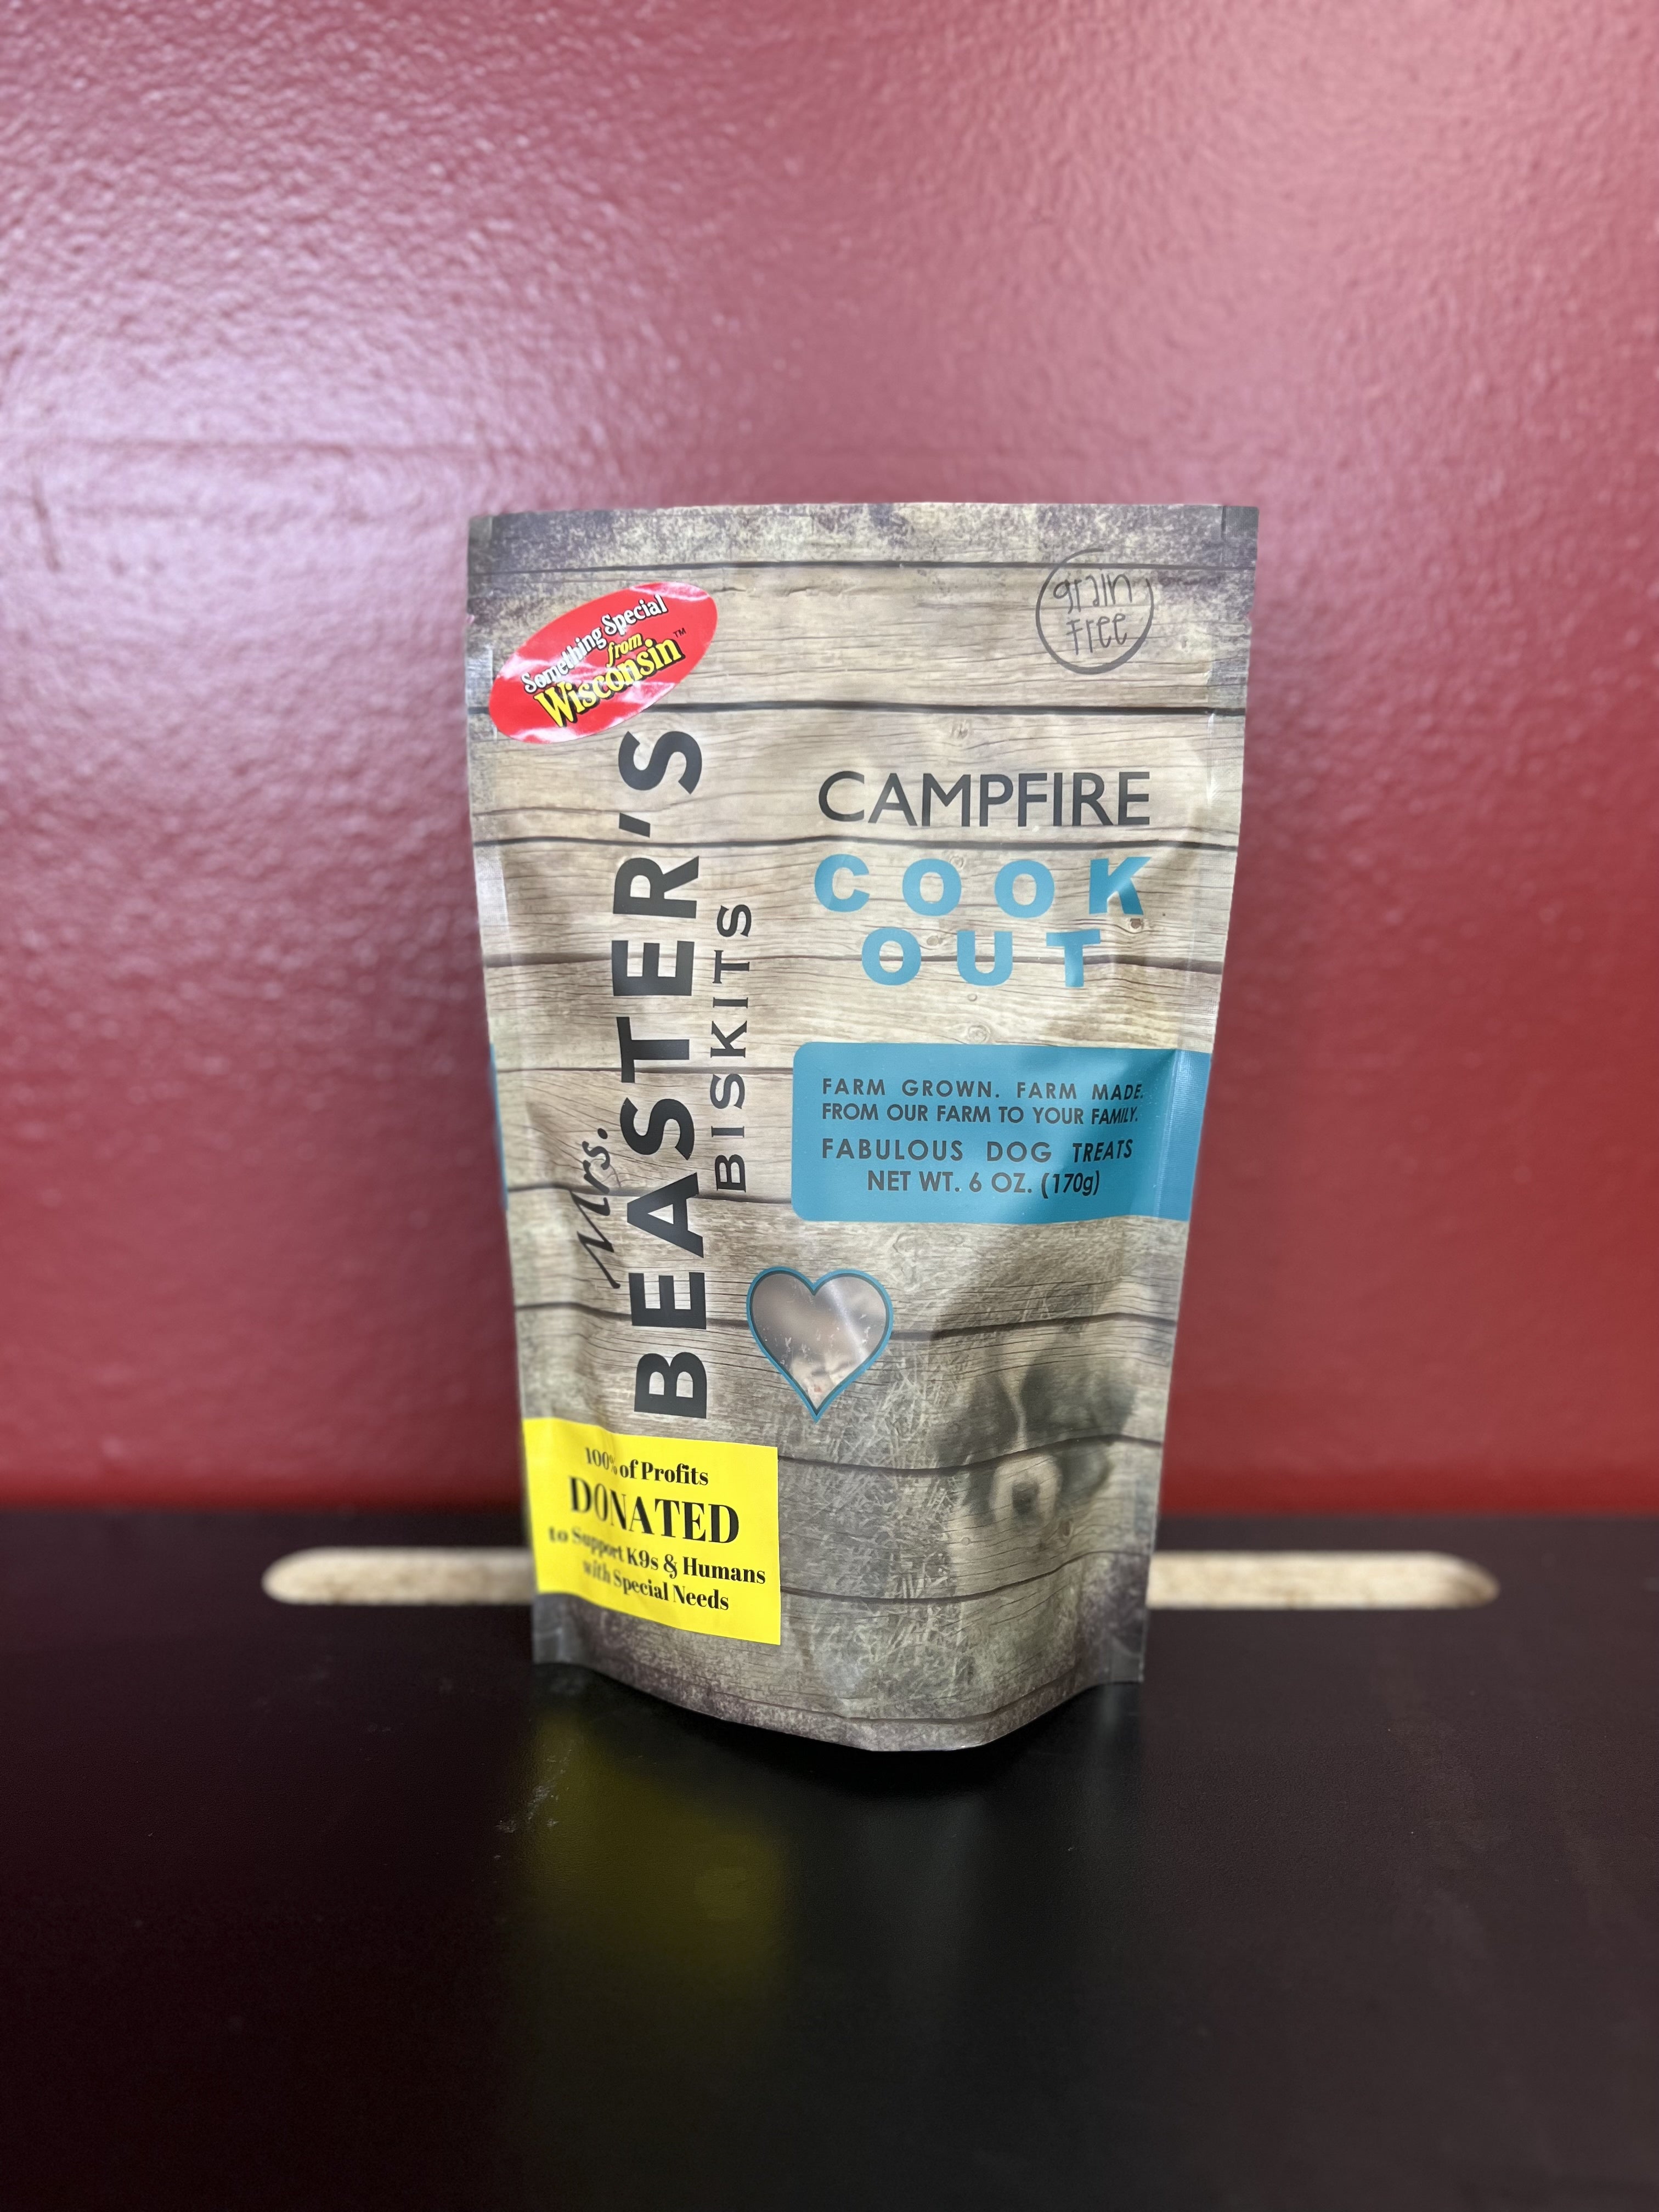 Something Special
from
Wisconsin™
grain
free
Mrs.
BEASTER'S
BISKITS
CAMPFIRE
COOK
OUT
FARM GROWN. FARM MADE.
FROM OUR FARM TO YOUR FAMILY.
FABULOUS DOG TREATS
NET WT. 6 OZ. (170g)
100% of Profits
DONATED
to Support K9s & Humans
with Special Needs